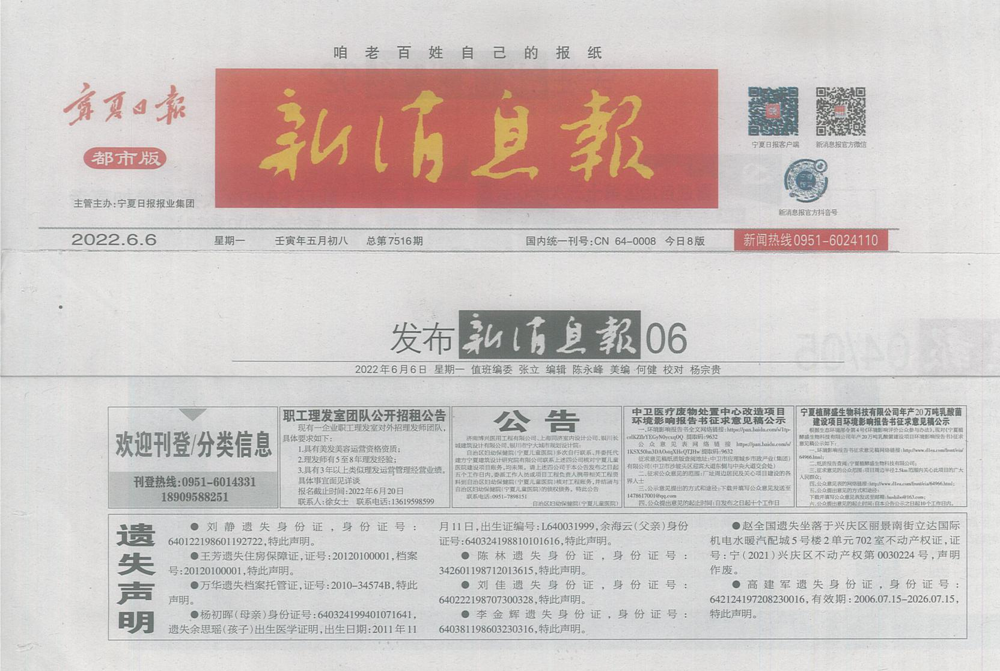 咱老百姓自己的报纸
宁夏日报
都市版
主管主办:宁夏日报报业集团
新消息報
宁夏日报客户端
新消息报官方微信
新消息报官方抖音号
2022.6.6 星期一 壬寅年五月初八 总第7516期 国内统一刊号:CN 64-0008 今日8版 新闻热线0951-6024110
发布 新消息報 06
2022年6月6日 星期一 值班编委 张立 编辑 陈永峰 美编 何健 校对 杨宗贵
欢迎刊登/分类信息
刊登热线:0951-6014331
18909588251
职工理发室团队公开招租公告
现有一企业职工理发室对外招理发师团队,
具体要求如下:
1.具有美发美容运营资格资质;
2.理发师有5至8年理发经验;
3.具有3年以上类似理发运营管理经营业绩。
具体事宜面见详谈
报名截止时间:2022年6月20日
联系人:徐女士 联系电话:13619598599
公告
济南博兴医用工程有限公司、上海同济室内设计公司、银川长
城建筑设计有限公司、银川市宁大城市规划设计院:
自治区妇幼保健院(宁夏儿童医院)多次自行联系、并委托代
建方宁夏建筑设计研究院有限公司联系上述四公司核对宁夏儿童
医院建设项目账务,均未果。请上述四公司于本公告发布之日起
五个工作日内,委派工作人员或项目工程负责人携带相关工程资
料到自治区妇幼保健院(宁夏儿童医院)核对工程账务,并结清与
自治区妇幼保健院(宁夏儿童医院)的债权债务。特此公告
联系电话:0951-7898151
自治区妇幼保健院(宁夏儿童医院)
中卫医疗废物处置中心改造项目
环境影响报告书征求意见稿公示
一、环境影响报告书全文网络链接:https://pan.baidu.com/s/1tp-
crlKZlIrYEGyN0ycxqOQ 提取码:9632
公众意见表网络链接 https://pan.baidu.com/s/
1KSX50hn3DAOstqXHcQTJHw 提取码:9632
征求意见稿纸质版查阅地址:中卫市应理城乡市政产业(集团)
有限公司(中卫市沙坡头区迎宾大道东侧与中央大道交会处)
二、征求公众意见的范围:厂址周边居民及关心项目建设的各
界人士
三、公示意见提出的方式和途径:下载并填写公众意见发送至
1478617001@qq.com
四、公众提出意见的起止时间:自发布之日起十个工作日
宁夏植酵盛生物科技有限公司年产20万吨乳酸菌
建设项目环境影响报告书征求意见稿公示
根据生态环境部令第4号《环境影响评价公众参与办法》,现对《宁夏植
酵盛生物科技有限公司年产20万吨乳酸菌建设项目环境影响报告书》征求
意见稿公示如下:
一、环境影响报告书征求意见稿网络链接:http://www.d1ea.com/front/eia/
64966.html;
二、纸质报告查阅:宁夏植酵盛生物科技有限公司;
三、征求意见的公众范围:项目周边半径2.5km范围内关心此项目的广大
人民群众;
四、公众意见表的网络链接:http://www.d1ea.com/front/eia/64966.html;
五、公众提出意见的方式和途径:
下载并填写公众意见表发送至邮箱:hushibo@163.com;
六、公众提出意见的起止时间:自本公告公示之日起10个工作日内。
遗失声明
●刘静遗失身份证,身份证号:
640122198601192722,特此声明。
●王芳遗失住房保障证,证号:20120100001,档案
号:20120100001,特此声明。
●万华遗失档案托管证,证号:2010-34574B,特此
声明。
●杨初晖(母亲)身份证号:640324199401071641,
遗失余思瑶(孩子)出生医学证明,出生日期:2011年11
月11日,出生证编号:L640031999,余海云(父亲)身份
证号:640324198810101616,特此声明。
●陈林遗失身份证,身份证号:
342601198712013615,特此声明。
●刘佳遗失身份证,身份证号:
640222198707300328,特此声明。
●李金辉遗失身份证,身份证号:
640381198603230316,特此声明。
●赵全国遗失坐落于兴庆区丽景南街立达国际
机电水暖汽配城5号楼2单元702室不动产权证,证
号:宁(2021)兴庆区不动产权第0030224号,声明
作废。
●高建军遗失身份证,身份证号:
642124197208230016,有效期:2006.07.15-2026.07.15,
特此声明。